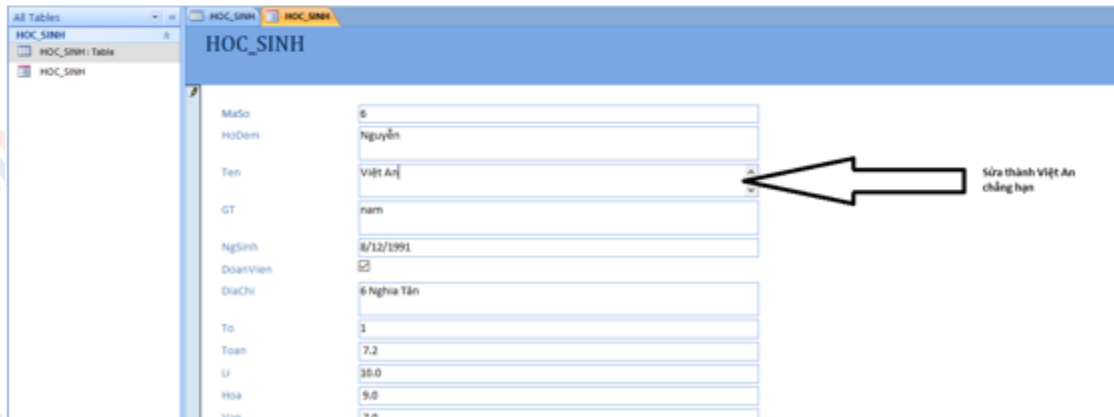 All Tables
HOC_SINH
HOC_SINH : Table
HOC_SINH
HOC_SINH HOC_SINH
HOC_SINH
MaSo 6
HoDem Nguyễn
Ten Việt An
GT nam
NgSinh 8/12/1991
DoanVien
DiaChi 6 Nghia Tân
To 1
Toan 7.2
Li 10.0
Hoa 9.0
Van 7.0
Sửa thành Việt An
chẳng hạn